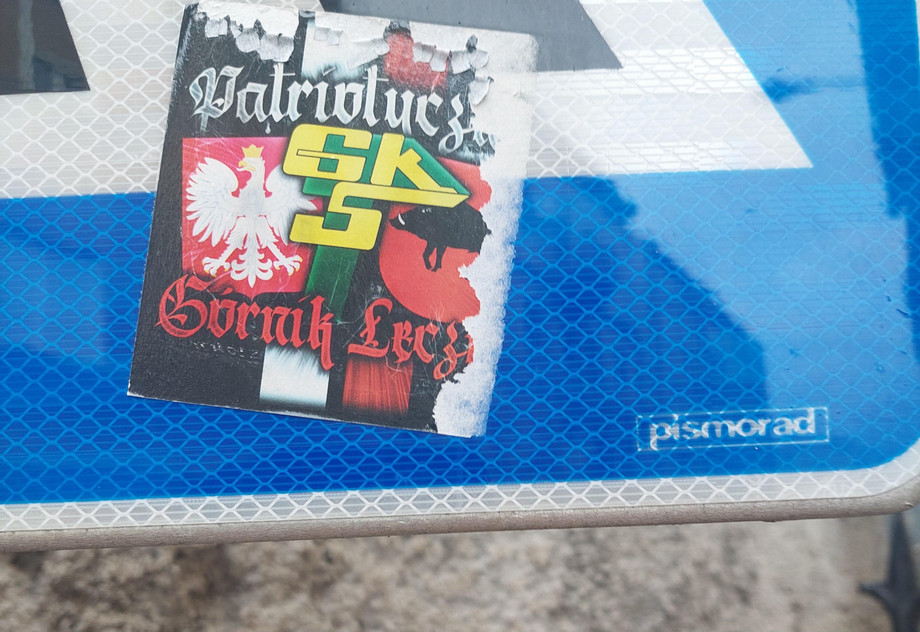 Patriotycz
GKS
Górnik Łęcz
pismorad